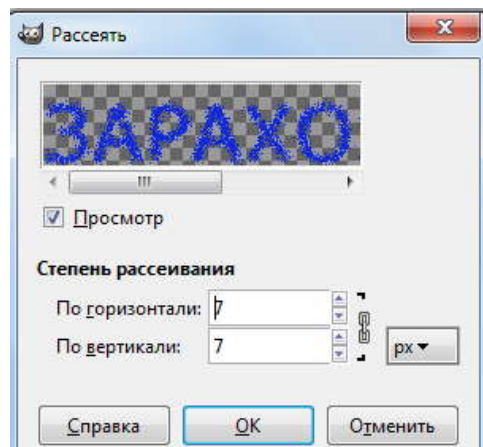 Рассеять
ЗАРАХО
Просмотр
Степень рассеивания
По горизонтали: 7
По вертикали: 7 px
Справка OK Отменить